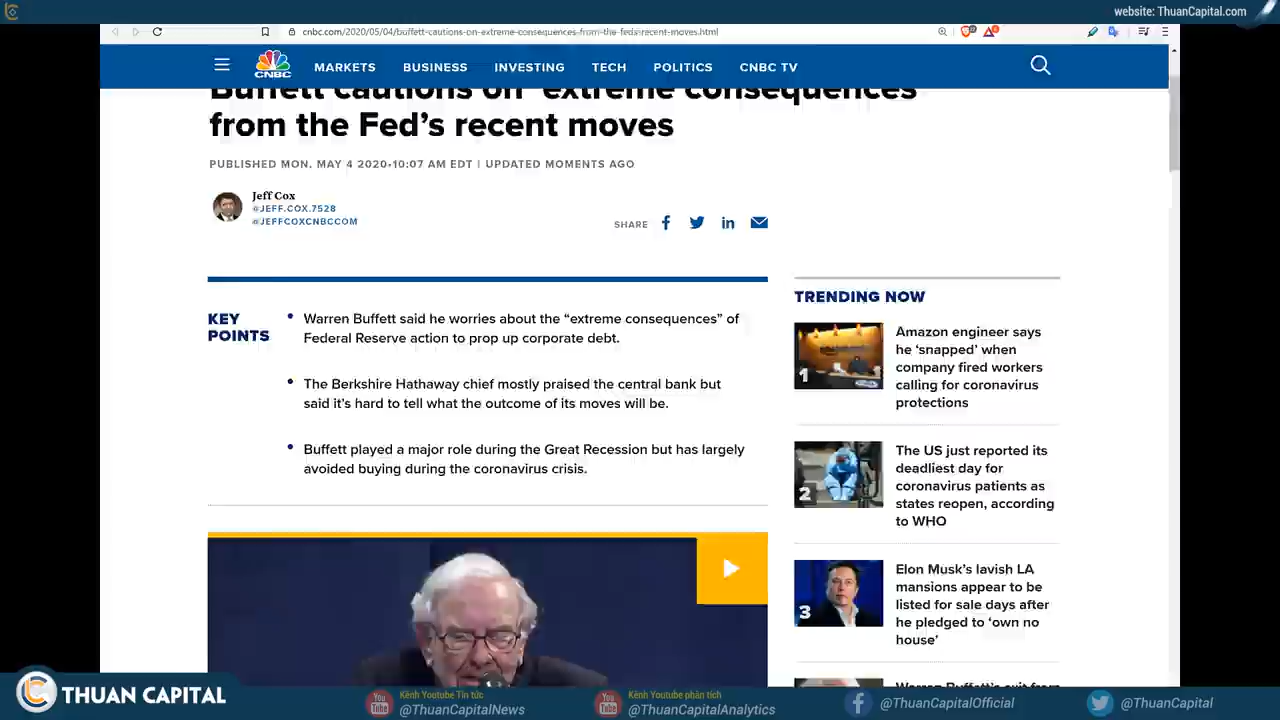 website: ThuanCapital.com
cnbc.com/2020/05/04/buffett-cautions-on-extreme-consequences-from-the-feds-recent-moves.html
CNBC
MARKETS
BUSINESS
INVESTING
TECH
POLITICS
CNBC TV
Buffett cautions on ‘extreme consequences’
from the Fed’s recent moves
PUBLISHED MON, MAY 4 2020•10:07 AM EDT | UPDATED MOMENTS AGO
Jeff Cox
@JEFF.COX.7528
@JEFFCOXCNBCCOM
SHARE
KEY
POINTS
Warren Buffett said he worries about the “extreme consequences” of
Federal Reserve action to prop up corporate debt.
The Berkshire Hathaway chief mostly praised the central bank but
said it’s hard to tell what the outcome of its moves will be.
Buffett played a major role during the Great Recession but has largely
avoided buying during the coronavirus crisis.
TRENDING NOW
1
Amazon engineer says
he ‘snapped’ when
company fired workers
calling for coronavirus
protections
2
The US just reported its
deadliest day for
coronavirus patients as
states reopen, according
to WHO
3
Elon Musk’s lavish LA
mansions appear to be
listed for sale days after
he pledged to ‘own no
house’
Warren Buffett’s exit from
THUAN CAPITAL
Kênh Youtube Tin tức
@ThuanCapitalNews
Kênh Youtube phân tích
@ThuanCapitalAnalytics
@ThuanCapitalOfficial
@ThuanCapital